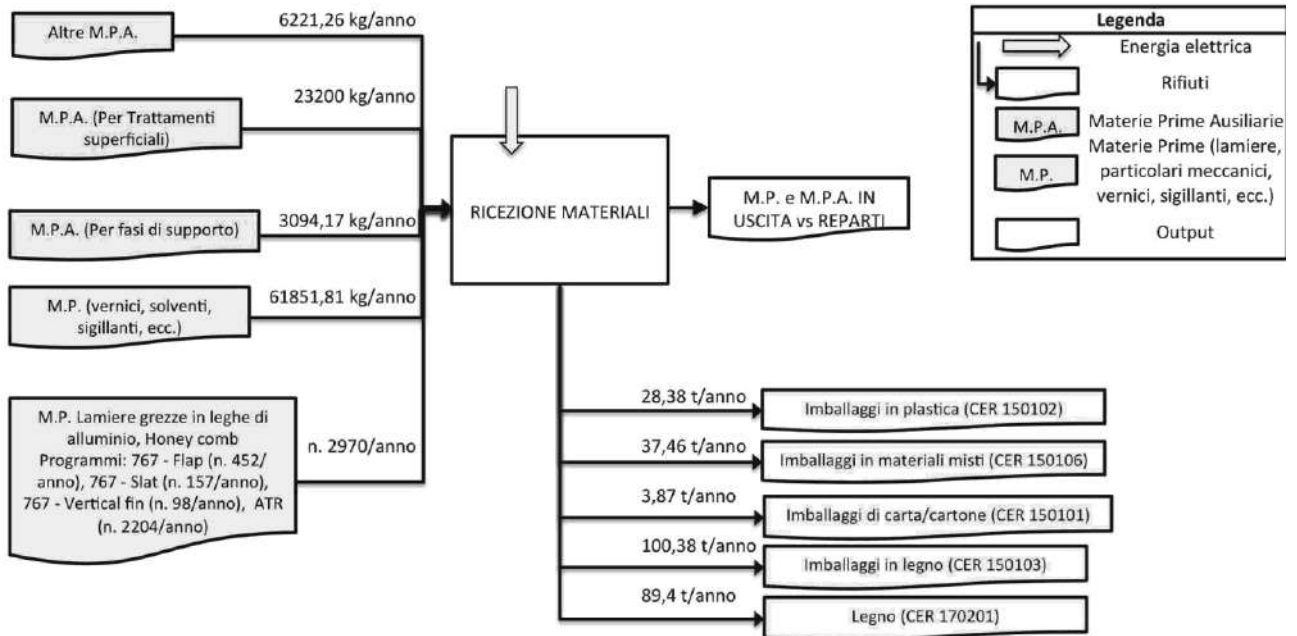 Altre M.P.A.
6221,26 kg/anno
M.P.A. (Per Trattamenti
superficiali)
23200 kg/anno
M.P.A. (Per fasi di supporto)
3094,17 kg/anno
M.P. (vernici, solventi,
sigillanti, ecc.)
61851,81 kg/anno
M.P. Lamiere grezze in leghe di
alluminio, Honey comb
Programmi: 767 - Flap (n. 452/
anno), 767 - Slat (n. 157/anno),
767 - Vertical fin (n. 98/anno), ATR
(n. 2204/anno)
n. 2970/anno
RICEZIONE MATERIALI
M.P. e M.P.A. IN
USCITA vs REPARTI
28,38 t/anno
Imballaggi in plastica (CER 150102)
37,46 t/anno
Imballaggi in materiali misti (CER 150106)
3,87 t/anno
Imballaggi di carta/cartone (CER 150101)
100,38 t/anno
Imballaggi in legno (CER 150103)
89,4 t/anno
Legno (CER 170201)
Legenda
Energia elettrica
Rifiuti
M.P.A.
Materie Prime Ausiliarie
M.P.
Materie Prime (lamiere,
particolari meccanici,
vernici, sigillanti, ecc.)
Output